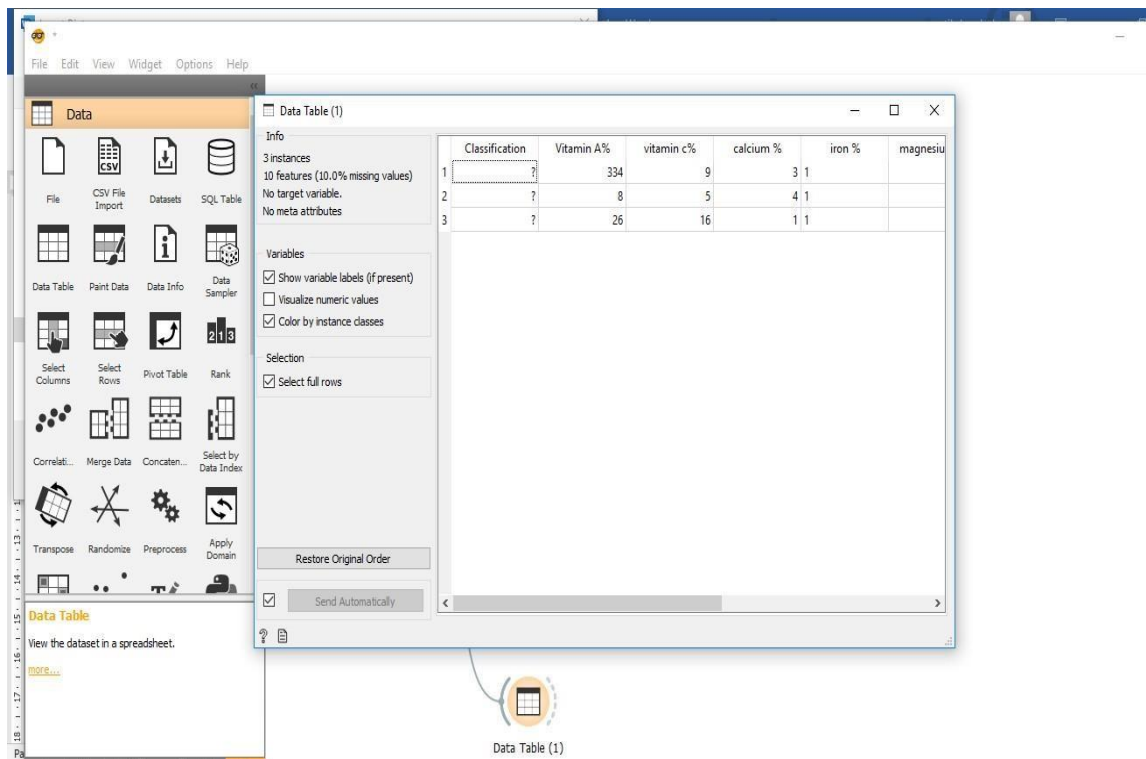 File Edit View Widget Options Help
Data
File
CSV File Import
Datasets
SQL Table
Data Table
Paint Data
Data Info
Data Sampler
Select Columns
Select Rows
Pivot Table
Rank
Correlati...
Merge Data
Concaten...
Select by Data Index
Transpose
Randomize
Preprocess
Apply Domain
Data Table
View the dataset in a spreadsheet.
more...
Data Table (1)
Info
3 instances
10 features (10.0% missing values)
No target variable.
No meta attributes
Variables
Show variable labels (if present)
Visualize numeric values
Color by instance classes
Selection
Select full rows
Restore Original Order
Send Automatically
Classification Vitamin A% vitamin c% calcium % iron % magnesiu
1 ? 334 9 3 1
2 ? 8 5 4 1
3 ? 26 16 1 1
Data Table (1)